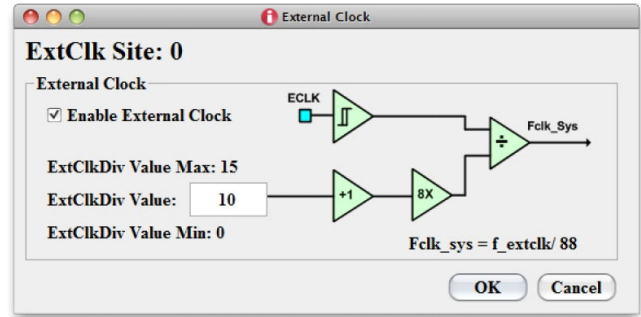 External Clock
ExtClk Site: 0
External Clock
Enable External Clock
ECLK
Fclk_Sys
÷
ExtClkDiv Value Max: 15
ExtClkDiv Value: 10
+1
8X
ExtClkDiv Value Min: 0
Fclk_sys = f_extclk/ 88
OK
Cancel